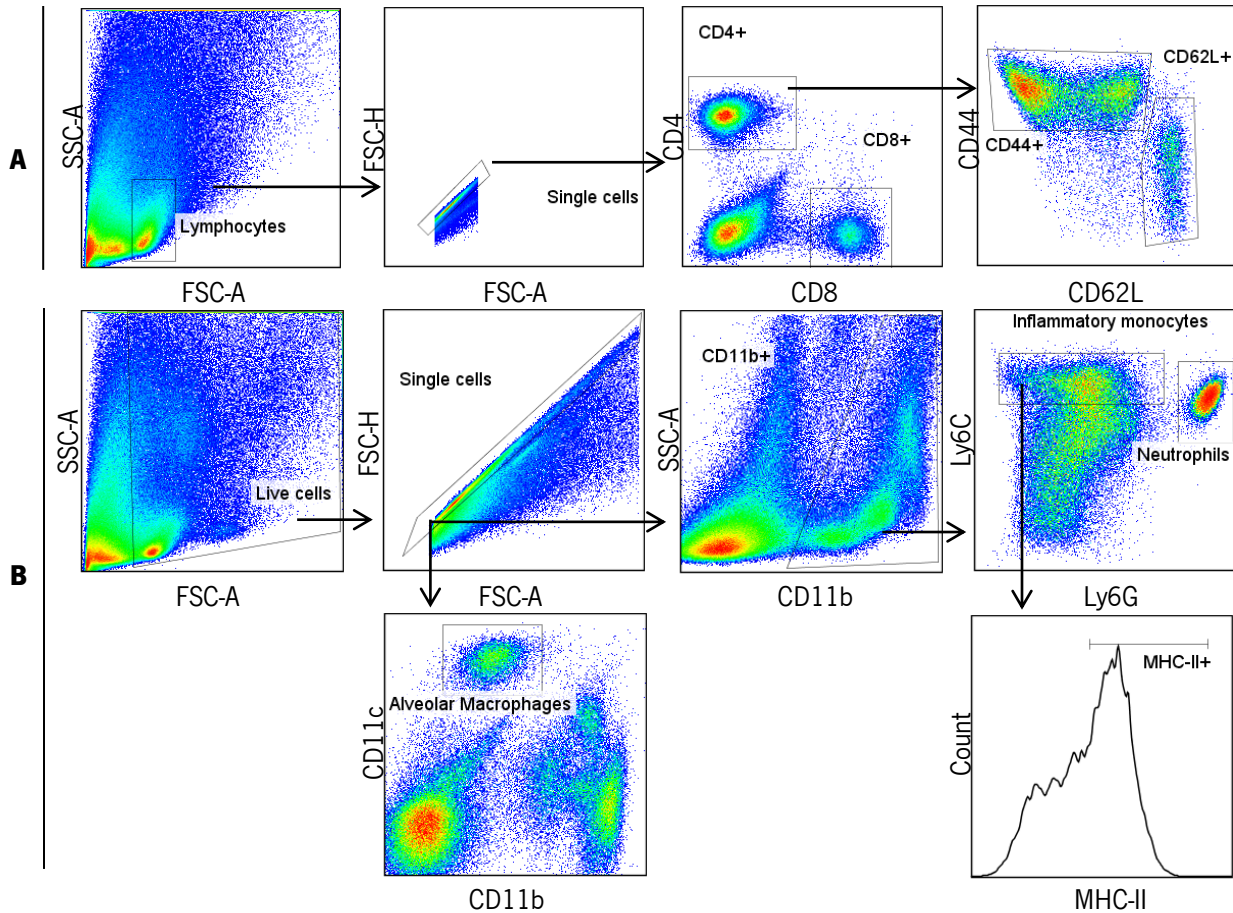 A
SSC-A
Lymphocytes
FSC-A
FSC-H
Single cells
FSC-A
CD4+
CD4
CD8+
CD8
CD62L+
CD44
CD44+
CD62L
B
SSC-A
Live cells
FSC-A
Single cells
FSC-H
FSC-A
CD11b+
SSC-A
CD11b
Inflammatory monocytes
Ly6C
Neutrophils
Ly6G
Alveolar Macrophages
CD11c
CD11b
MHC-II+
Count
MHC-II